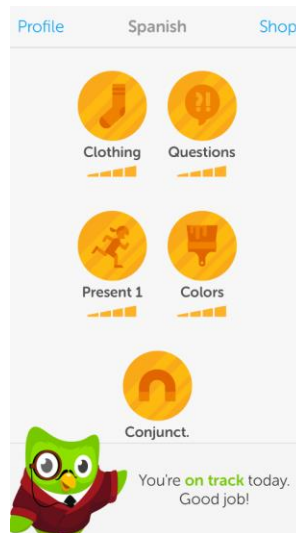 Profile Spanish Shop
Clothing Questions
Present 1 Colors
Conjunct.
You're on track today.
Good job!